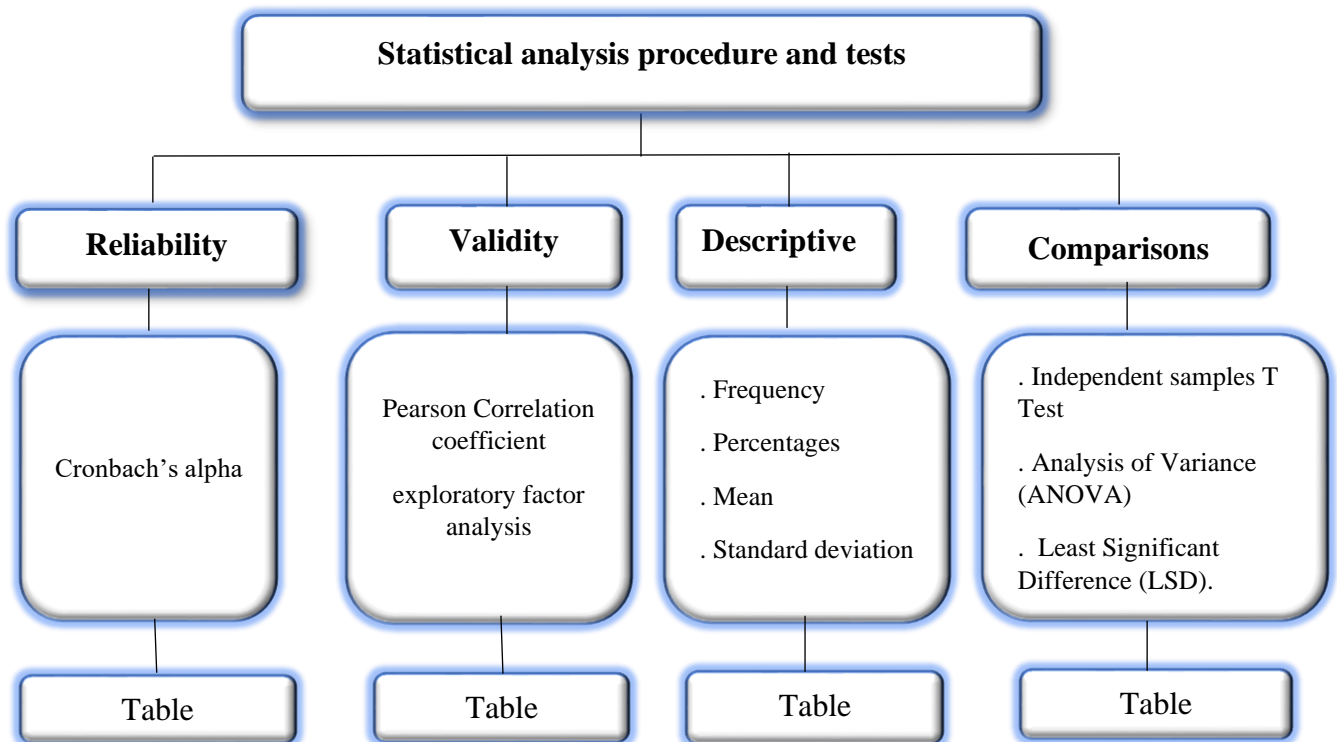 Statistical analysis procedure and tests
Reliability
Validity
Descriptive
Comparisons
Cronbach’s alpha
Pearson Correlation
coefficient
exploratory factor
analysis
. Frequency
. Percentages
. Mean
. Standard deviation
. Independent samples T
Test
. Analysis of Variance
(ANOVA)
. Least Significant
Difference (LSD).
Table
Table
Table
Table